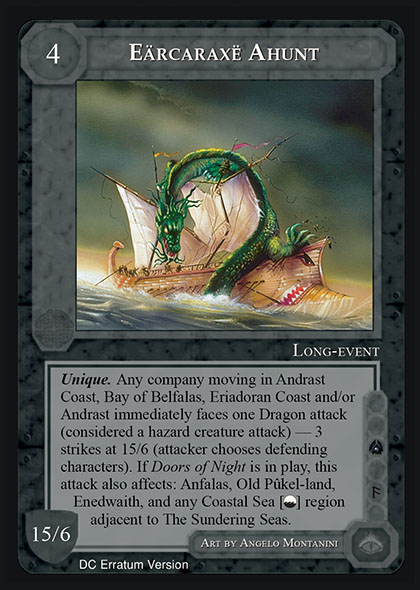 4
Eärcaraxë Ahunt
Long-event
Unique. Any company moving in Andrast
Coast, Bay of Belfalas, Eriadoran Coast and/or
Andrast immediately faces one Dragon attack
(considered a hazard creature attack) — 3
strikes at 15/6 (attacker chooses defending
characters). If Doors of Night is in play, this
attack also affects: Anfalas, Old Pûkel-land,
Enedwaith, and any Coastal Sea [] region
adjacent to The Sundering Seas.
15/6
Art by Angelo Montanini
DC Erratum Version